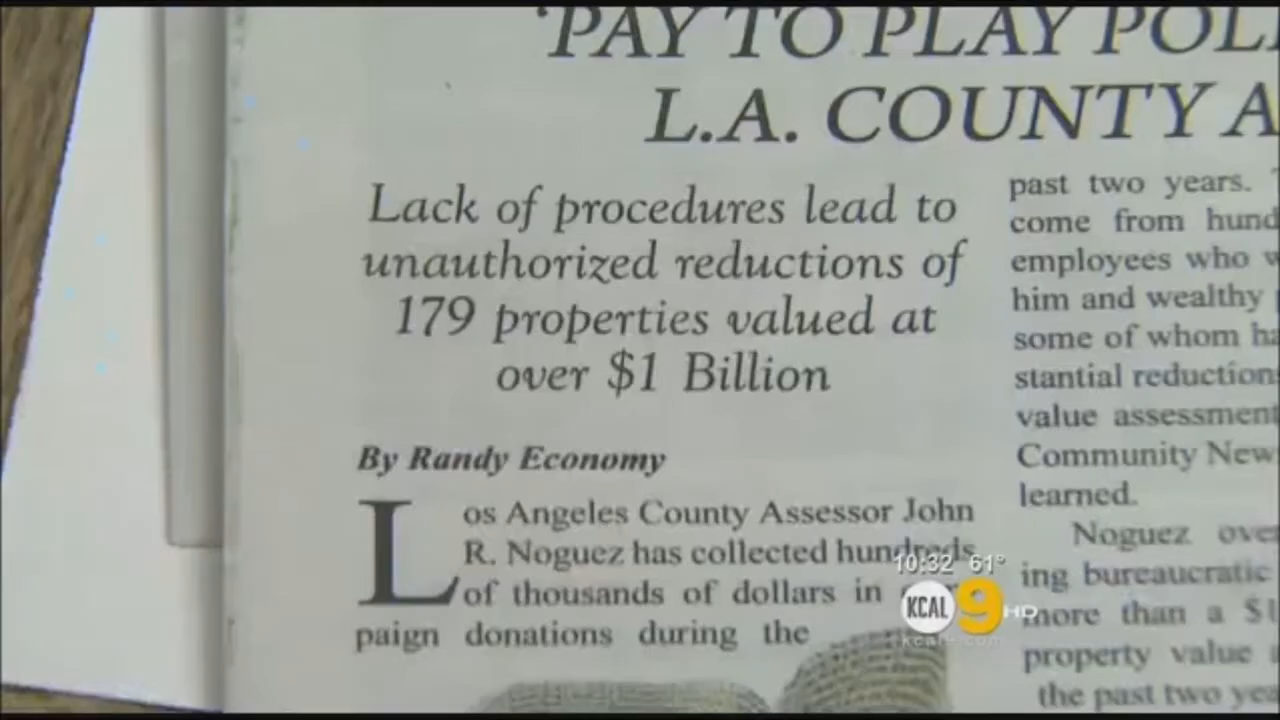 'PAY TO PLAY
L.A. COUNTY
Lack of procedures lead to
unauthorized reductions of
179 properties valued at
over $1 Billion
By Randy Economy
Los Angeles County Assessor John
R. Noguez has collected hundreds
of thousands of dollars in
paign donations during the
past two years.
come from
employees who
him and wealthy
some of whom
stantial
value
Community
learned.
Noguez
ing bureaucratic
more than a
property value
the past two
10:32 61°
KCAL 9 HD
kcal9.com